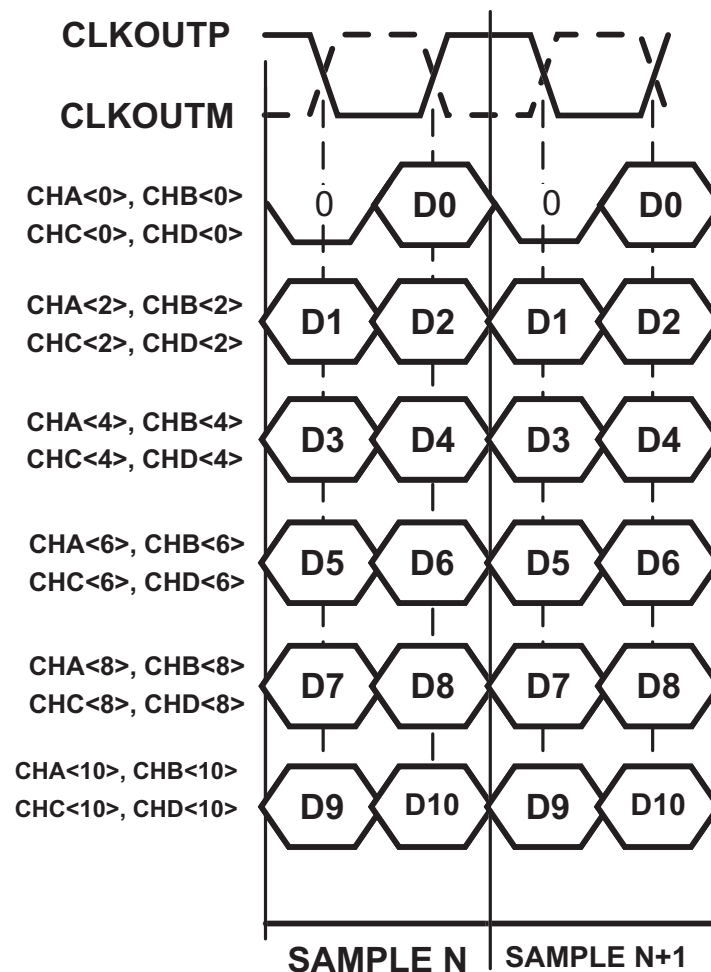 CLKOUTP
CLKOUTM
CHA<0>, CHB<0>
CHC<0>, CHD<0>
0 D0 0 D0
CHA<2>, CHB<2>
CHC<2>, CHD<2>
D1 D2 D1 D2
CHA<4>, CHB<4>
CHC<4>, CHD<4>
D3 D4 D3 D4
CHA<6>, CHB<6>
CHC<6>, CHD<6>
D5 D6 D5 D6
CHA<8>, CHB<8>
CHC<8>, CHD<8>
D7 D8 D7 D8
CHA<10>, CHB<10>
CHC<10>, CHD<10>
D9 D10 D9 D10
SAMPLE N SAMPLE N+1